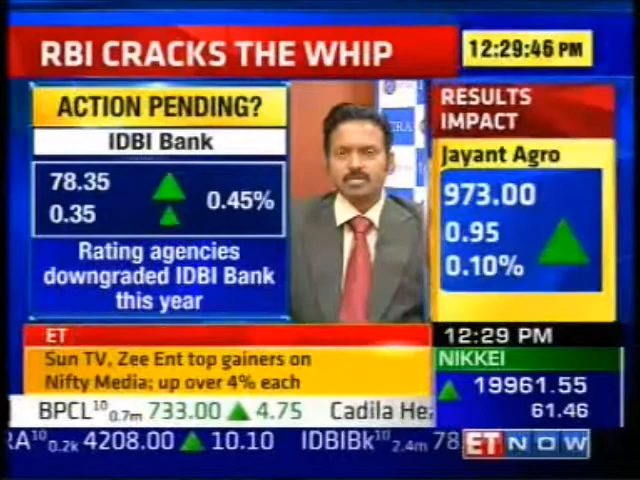 RBI CRACKS THE WHIP
12:29:46 PM
ACTION PENDING?
IDBI Bank
78.35
0.35
0.45%
Rating agencies
downgraded IDBI Bank
this year
RESULTS
IMPACT
Jayant Agro
973.00
0.95
0.10%
ET
Sun TV, Zee Ent top gainers on
Nifty Media; up over 4% each
12:29 PM
NIKKEI
19961.55
61.46
BPCL 10 0.7m 733.00 4.75 Cadila Hea
RA 10 0.2k 4208.00 10.10 IDBIBk 10 2.4m 78
ET NOW